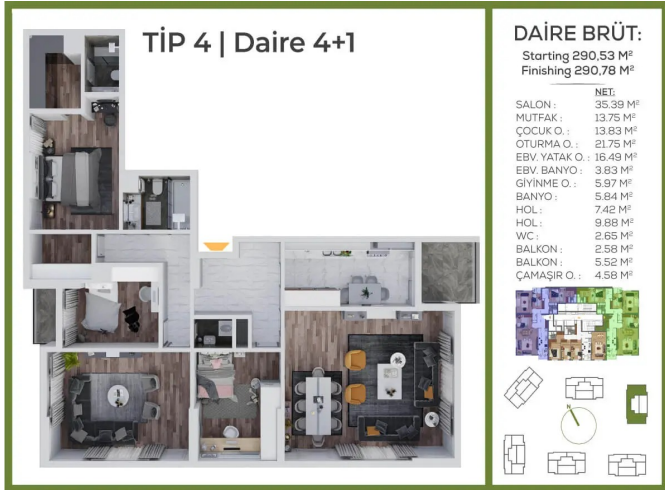 TİP 4 | Daire 4+1
DAİRE BRÜT:
Starting 290,53 M²
Finishing 290,78 M²
NET:
SALON : 35.39 M²
MUTFAK : 13.75 M²
ÇOCUK O. : 13.83 M²
OTURMA O. : 21.75 M²
EBV. YATAK O. : 16.49 M²
EBV. BANYO : 3.83 M²
GİYİNME O. : 5.97 M²
BANYO : 5.84 M²
HOL : 7.42 M²
HOL : 9.88 M²
WC : 2.65 M²
BALKON : 2.58 M²
BALKON : 5.52 M²
ÇAMAŞIR O. : 4.58 M²
N